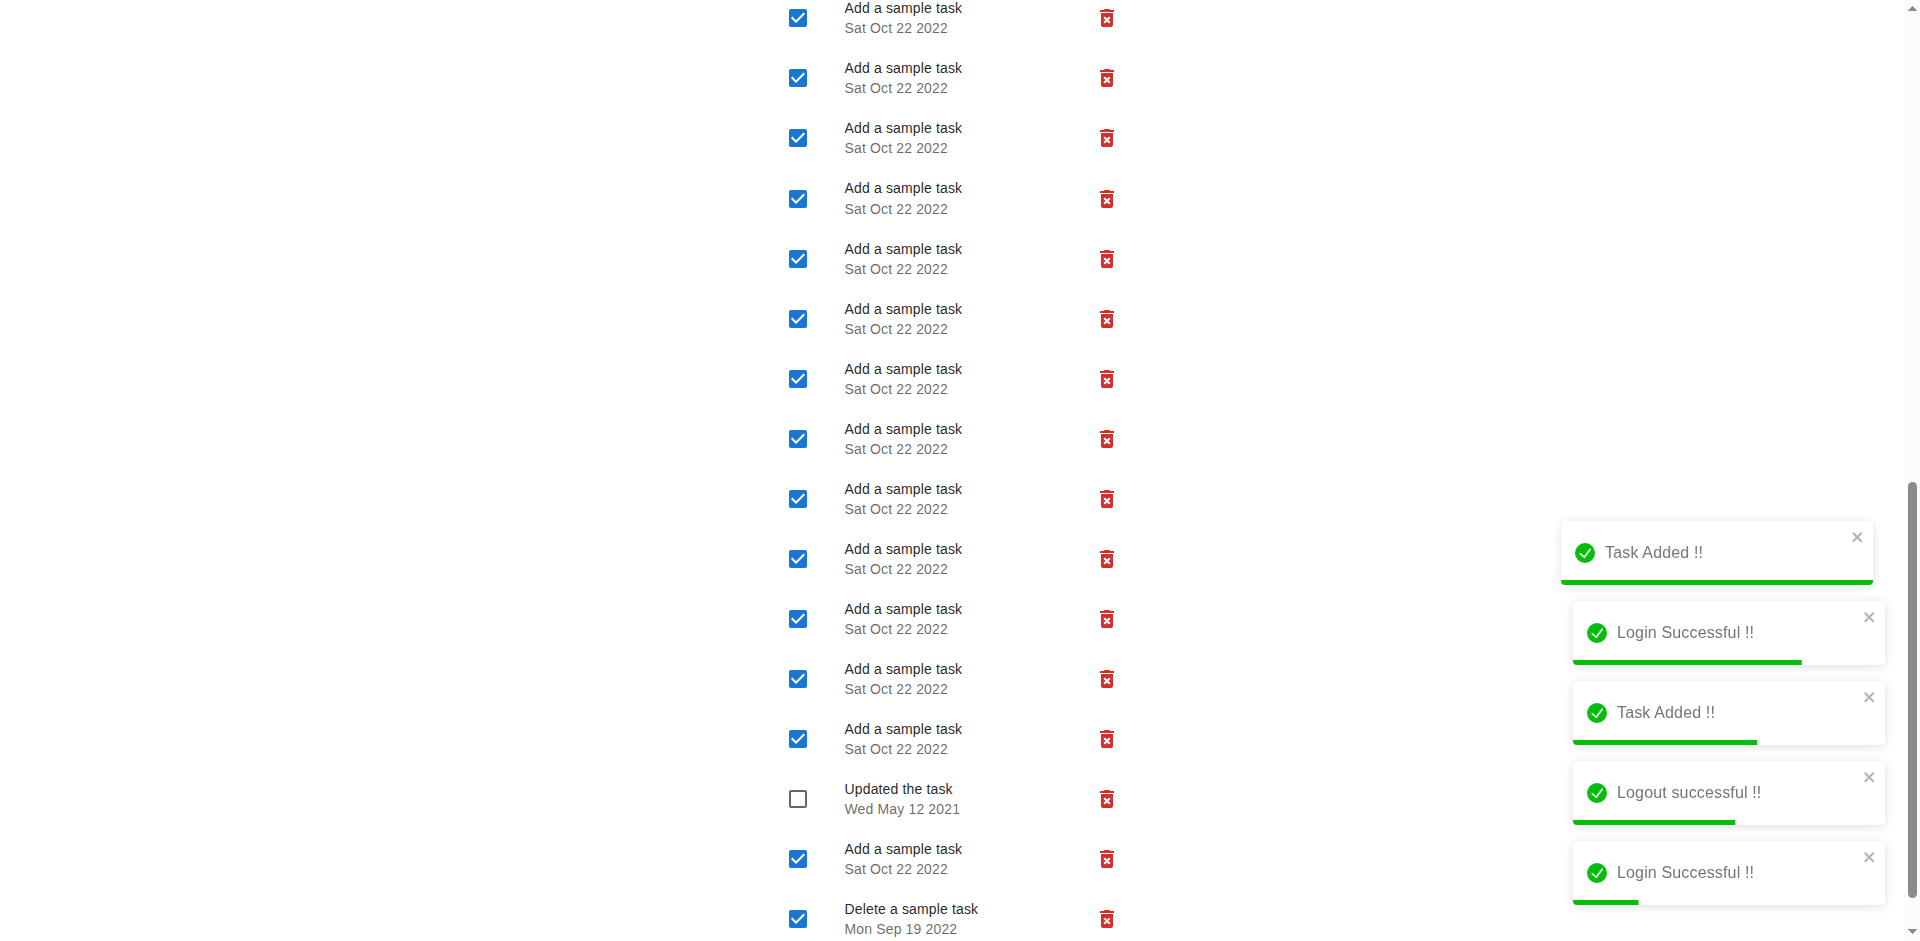 Add a sample task
Sat Oct 22 2022
Add a sample task
Sat Oct 22 2022
Add a sample task
Sat Oct 22 2022
Add a sample task
Sat Oct 22 2022
Add a sample task
Sat Oct 22 2022
Add a sample task
Sat Oct 22 2022
Add a sample task
Sat Oct 22 2022
Add a sample task
Sat Oct 22 2022
Add a sample task
Sat Oct 22 2022
Add a sample task
Sat Oct 22 2022
Add a sample task
Sat Oct 22 2022
Add a sample task
Sat Oct 22 2022
Add a sample task
Sat Oct 22 2022
Updated the task
Wed May 12 2021
Add a sample task
Sat Oct 22 2022
Delete a sample task
Mon Sep 19 2022
Task Added !!
Login Successful !!
Task Added !!
Logout successful !!
Login Successful !!